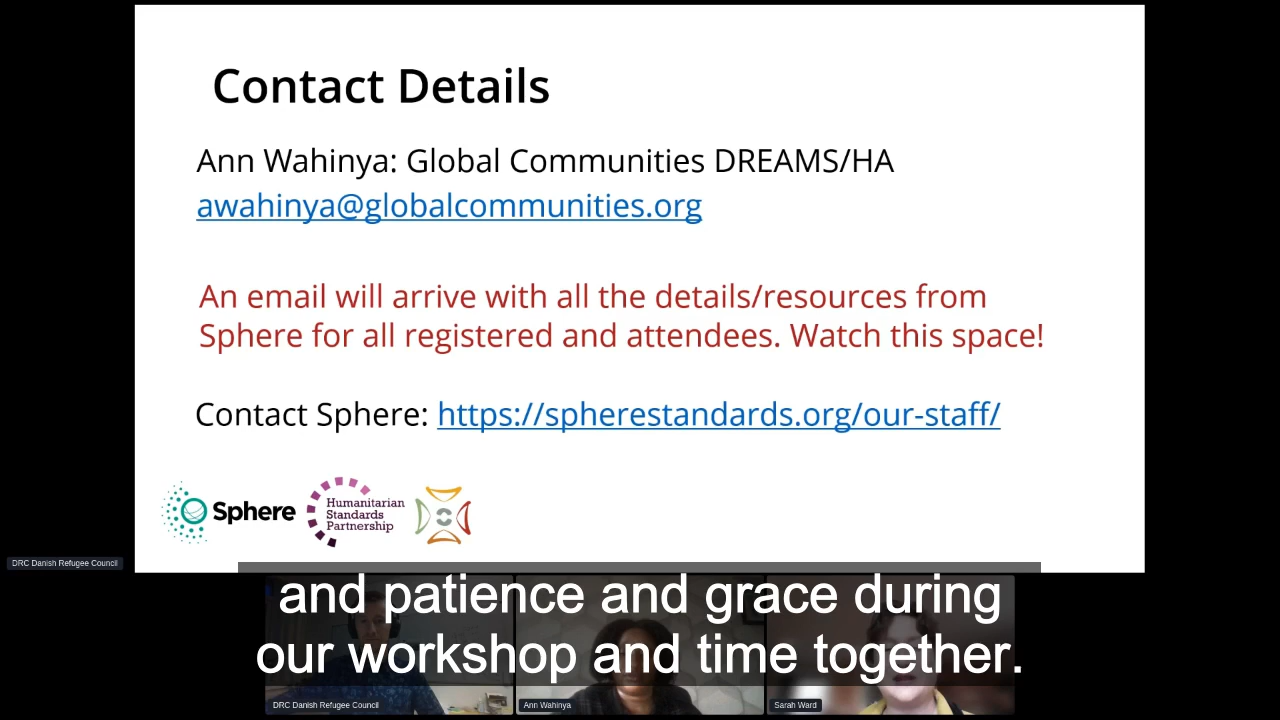 Contact Details
Ann Wahinya: Global Communities DREAMS/HA
awahinya@globalcommunities.org
An email will arrive with all the details/resources from
Sphere for all registered and attendees. Watch this space!
Contact Sphere: https://spherestandards.org/our-staff/
Sphere
Humanitarian
Standards
Partnership
DRC Danish Refugee Council
and patience and grace during
our workshop and time together.
DRC Danish Refugee Council
Ann Wahinya
Sarah Ward